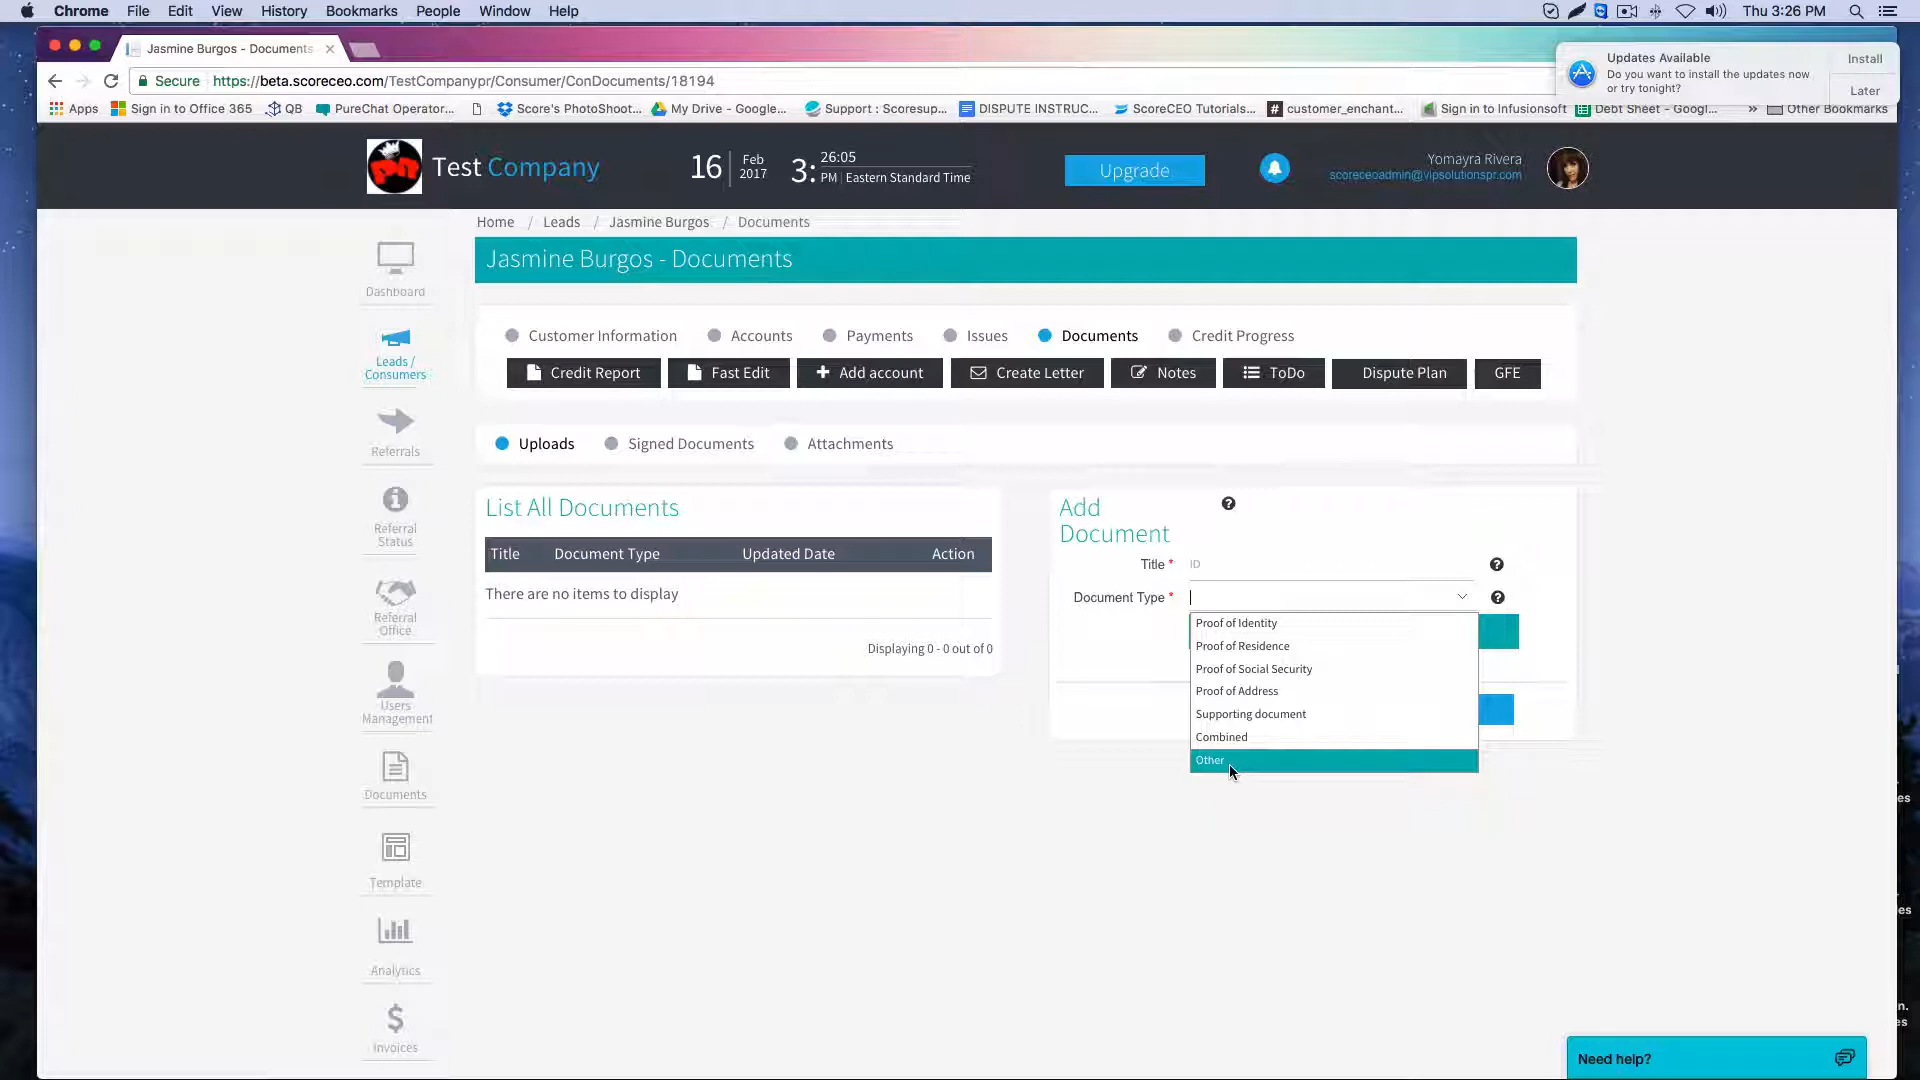 Chrome File Edit View History Bookmarks People Window Help Thu 3:26 PM
Jasmine Burgos - Documents
Secure https://beta.scoreceo.com/TestCompanypr/Consumer/ConDocuments/18194
Updates Available
Do you want to install the updates now
or try tonight?
Install
Later
Apps Sign in to Office 365 QB PureChat Operator... Score's PhotoShoot... My Drive - Google... Support : Scoresup... DISPUTE INSTRUC... ScoreCEO Tutorials... customer_enchant... Sign in to Infusionsoft Debt Sheet - Googl... » Other Bookmarks
Test Company
16 Feb
2017
3: 26:05
PM | Eastern Standard Time
Upgrade
Yomayra Rivera
scoreceoadmin@vipsolutionspr.com
Home / Leads / Jasmine Burgos / Documents
Jasmine Burgos - Documents
Dashboard
Leads /
Consumers
Referrals
Referral
Status
Referral
Office
Users
Management
Documents
Template
Analytics
Invoices
Customer Information Accounts Payments Issues Documents Credit Progress
Credit Report Fast Edit Add account Create Letter Notes ToDo Dispute Plan GFE
Uploads Signed Documents Attachments
List All Documents
Title Document Type Updated Date Action
There are no items to display
Displaying 0 - 0 out of 0
Add
Document
Title * ID
Document Type *
Proof of Identity
Proof of Residence
Proof of Social Security
Proof of Address
Supporting document
Combined
Other
Need help?